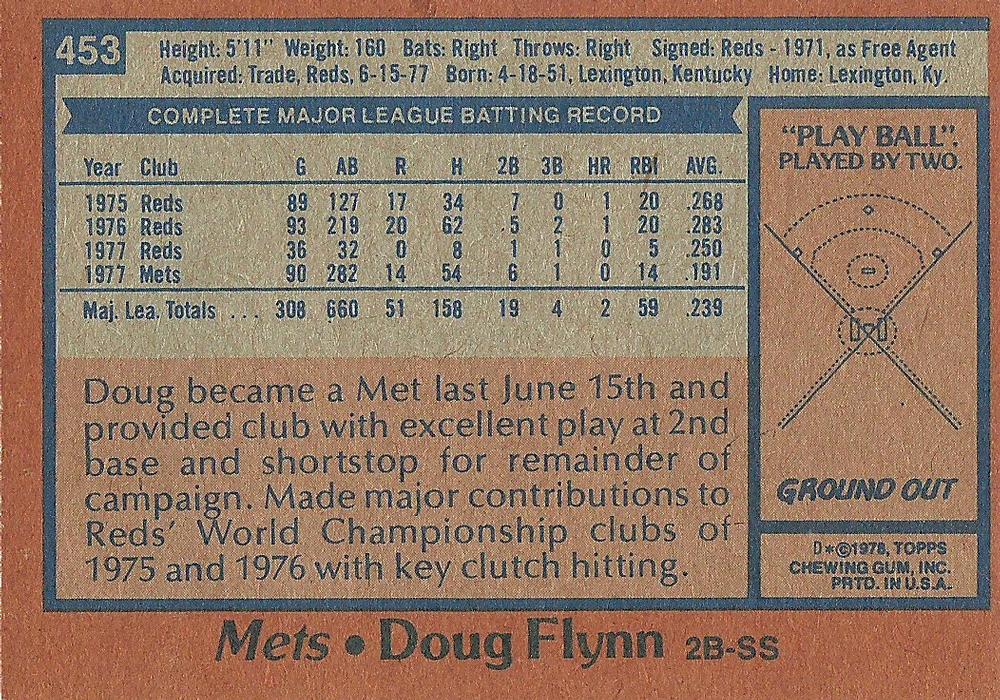 453
Height: 5'11" Weight: 160 Bats: Right Throws: Right Signed: Reds - 1971, as Free Agent
Acquired: Trade, Reds, 6-15-77 Born: 4-18-51, Lexington, Kentucky Home: Lexington, Ky.
COMPLETE MAJOR LEAGUE BATTING RECORD
Year Club G AB R H 2B 3B HR RBI AVG.
1975 Reds 89 127 17 34 7 0 1 20 .268
1976 Reds 93 219 20 62 5 2 1 20 .283
1977 Reds 36 32 0 8 1 1 0 5 .250
1977 Mets 90 282 14 54 6 1 0 14 .191
Maj. Lea. Totals ... 308 660 51 158 19 4 2 59 .239
Doug became a Met last June 15th and
provided club with excellent play at 2nd
base and shortstop for remainder of
campaign. Made major contributions to
Reds' World Championship clubs of
1975 and 1976 with key clutch hitting.
"PLAY BALL".
PLAYED BY TWO.
GROUND OUT
D*©1978, TOPPS
CHEWING GUM, INC.
PRTD. IN U.S.A.
Mets • Doug Flynn 2B-SS